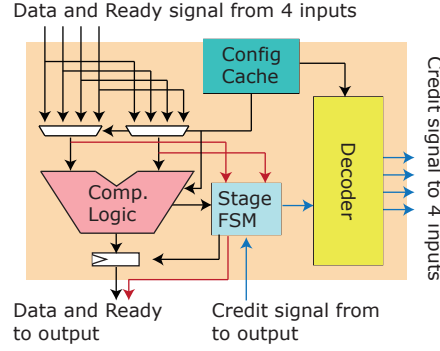 Data and Ready signal from 4 inputs
Config
Cache
Credit signal to 4 inputs
Decoder
Comp.
Logic
Stage
FSM
Data and Ready
to output
Credit signal from
to output